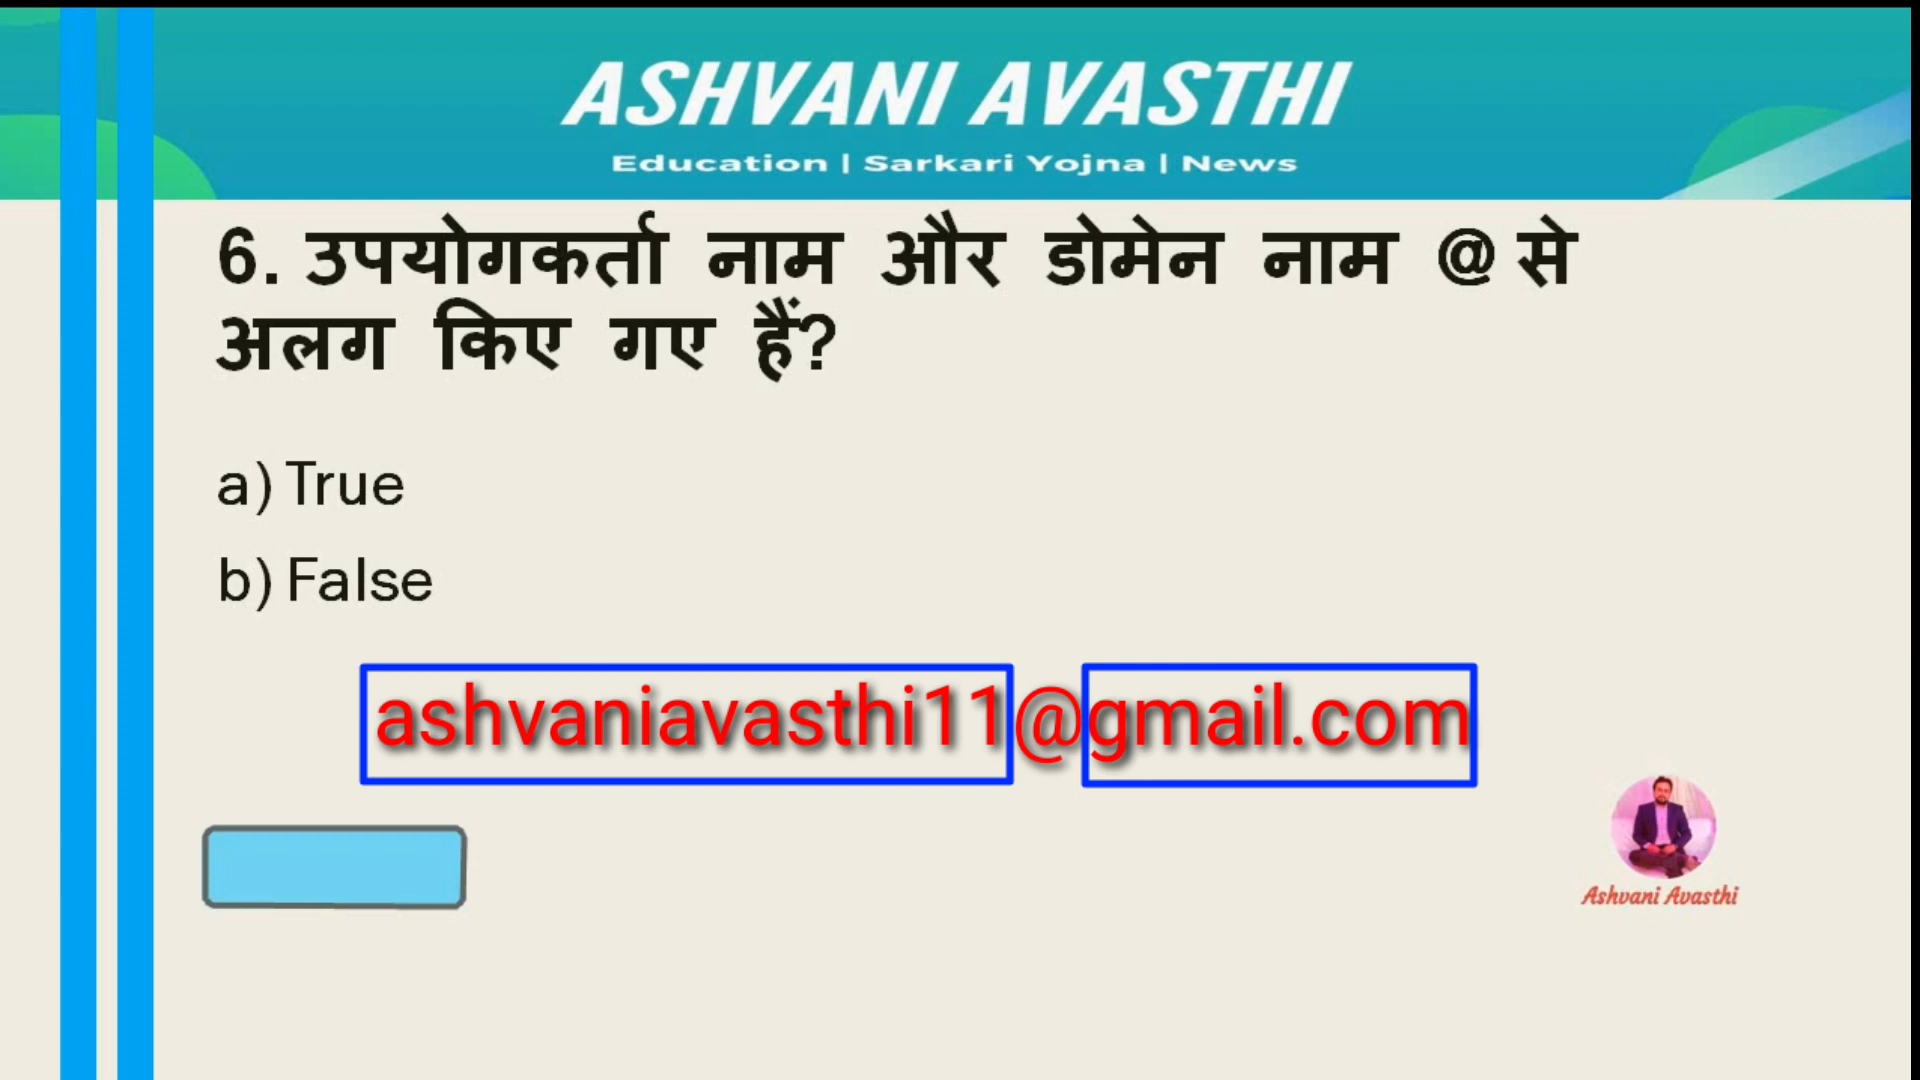 ASHVANI AVASTHI
Education | Sarkari Yojna | News
6. उपयोगकर्ता नाम और डोमेन नाम @ से
अलग किए गए हैं?
a) True
b) False
ashvaniavasthi11@gmail.com
Ashvani Avasthi